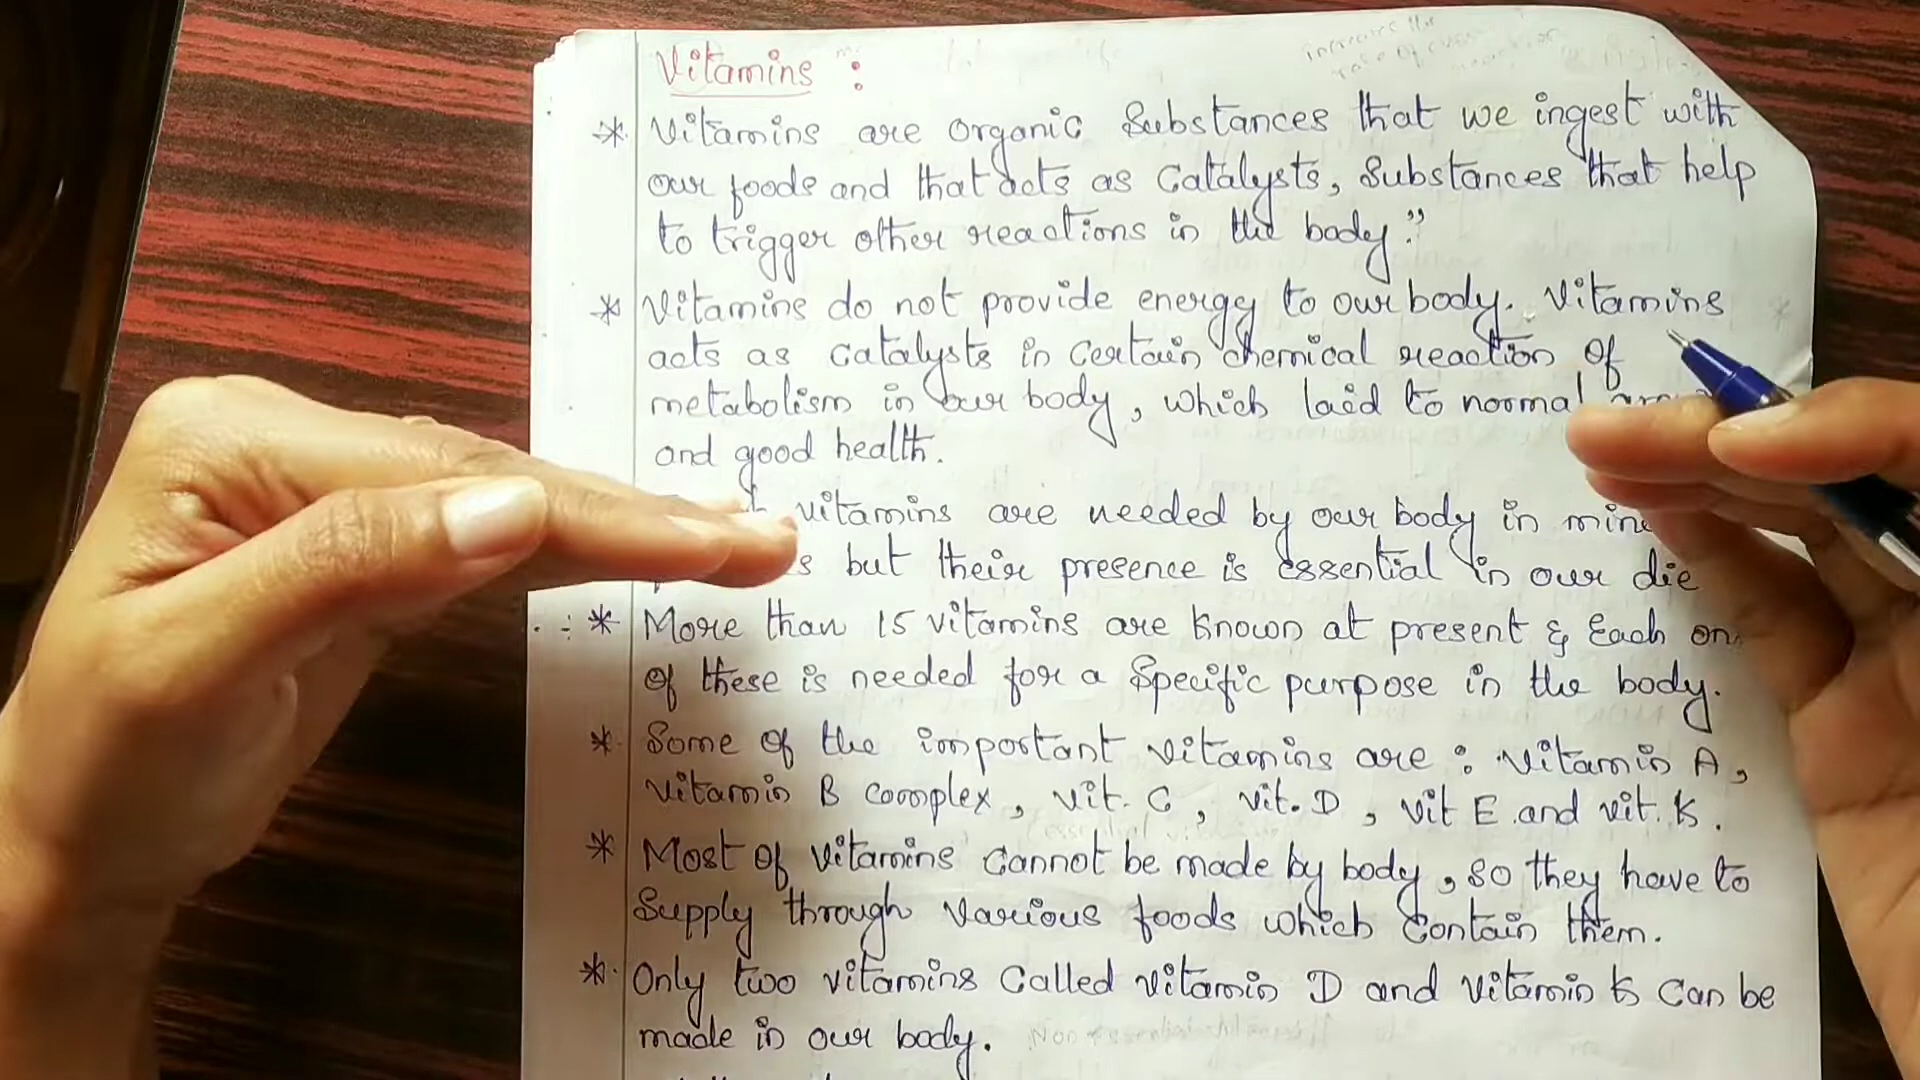 Vitamins :
* Vitamins are organic substances that we ingest with
our foods and that acts as catalysts, substances that help
to trigger other reactions in the body."
* Vitamins do not provide energy to our body. Vitamins
acts as catalysts in certain chemical reaction of
metabolism in our body, which laid to normal
and good health.
vitamins are needed by our body in
but their presence is essential in our
* More than 15 vitamins are known at present & Each
of these is needed for a specific purpose in the body.
* Some of the important vitamins are : vitamin A,
vitamin B complex, vit. C, vit. D, vit E and vit. K.
* Most of vitamins cannot be made by body, so they have to
supply through various foods which contain them.
* Only two vitamins called vitamin D and vitamin K can be
made in our body.